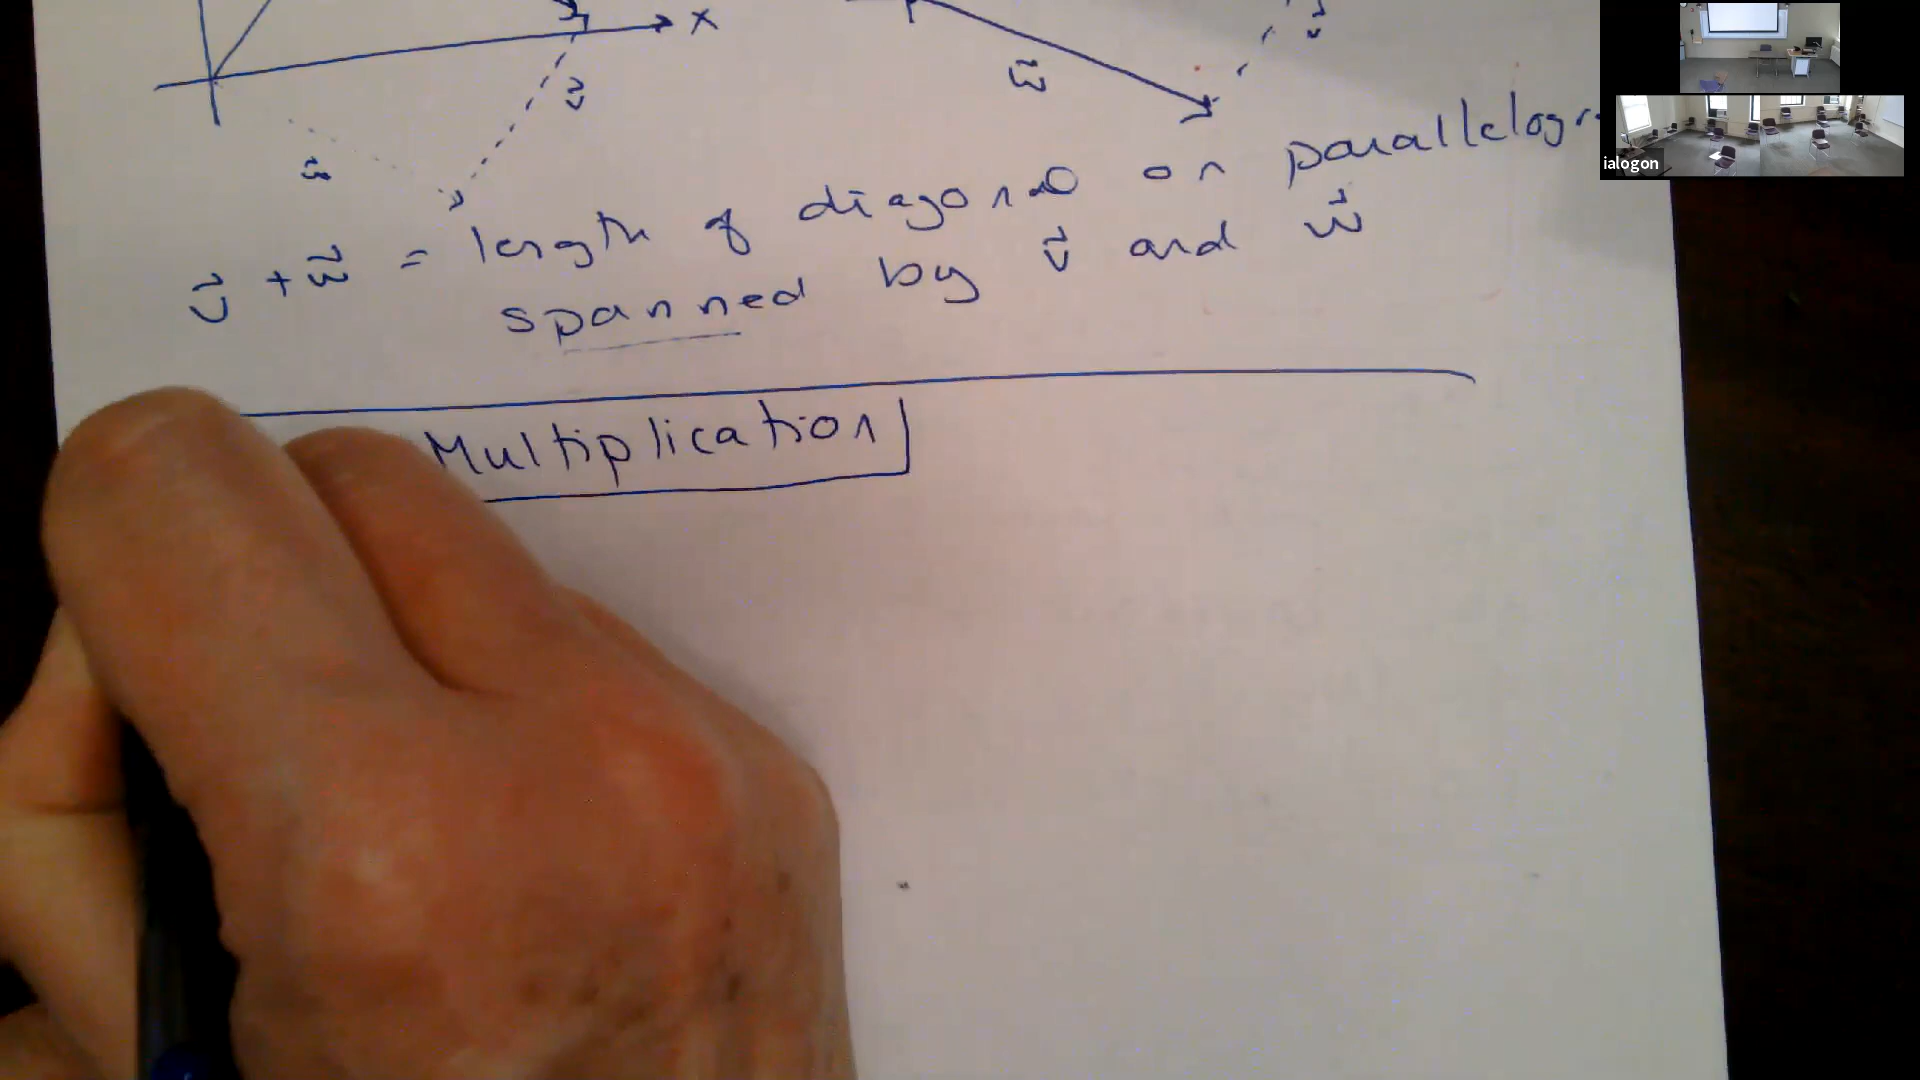 x
v⃗
w⃗
v⃗
w⃗
v⃗ + w⃗ = length of diagonal on parallelogr
spanned by v⃗ and w⃗
Multiplication
ialogon